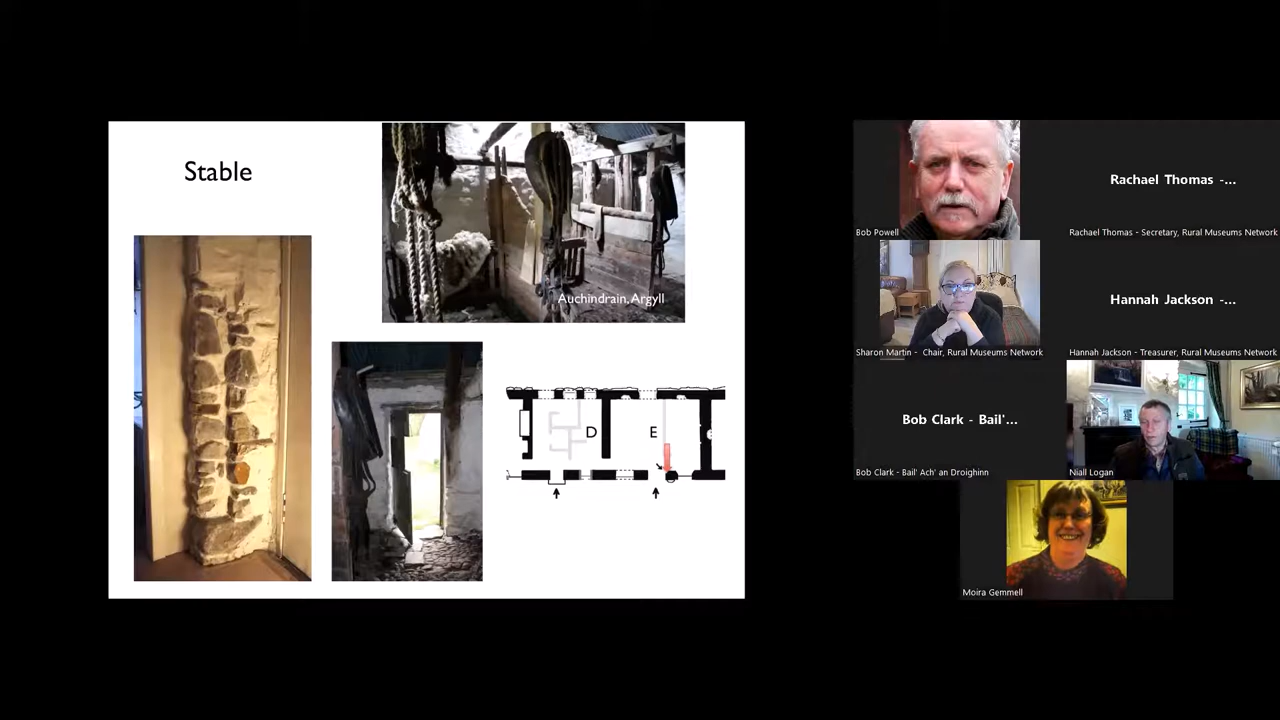 Stable
Auchindrain, Argyll
D
E
Bob Powell
Rachael Thomas -...
Rachael Thomas - Secretary, Rural Museums Network
Sharon Martin - Chair, Rural Museums Network
Hannah Jackson -...
Hannah Jackson - Treasurer, Rural Museums Network
Bob Clark - Bail'...
Bob Clark - Bail' Ach' an Droighinn
Niall Logan
Moira Gemmell